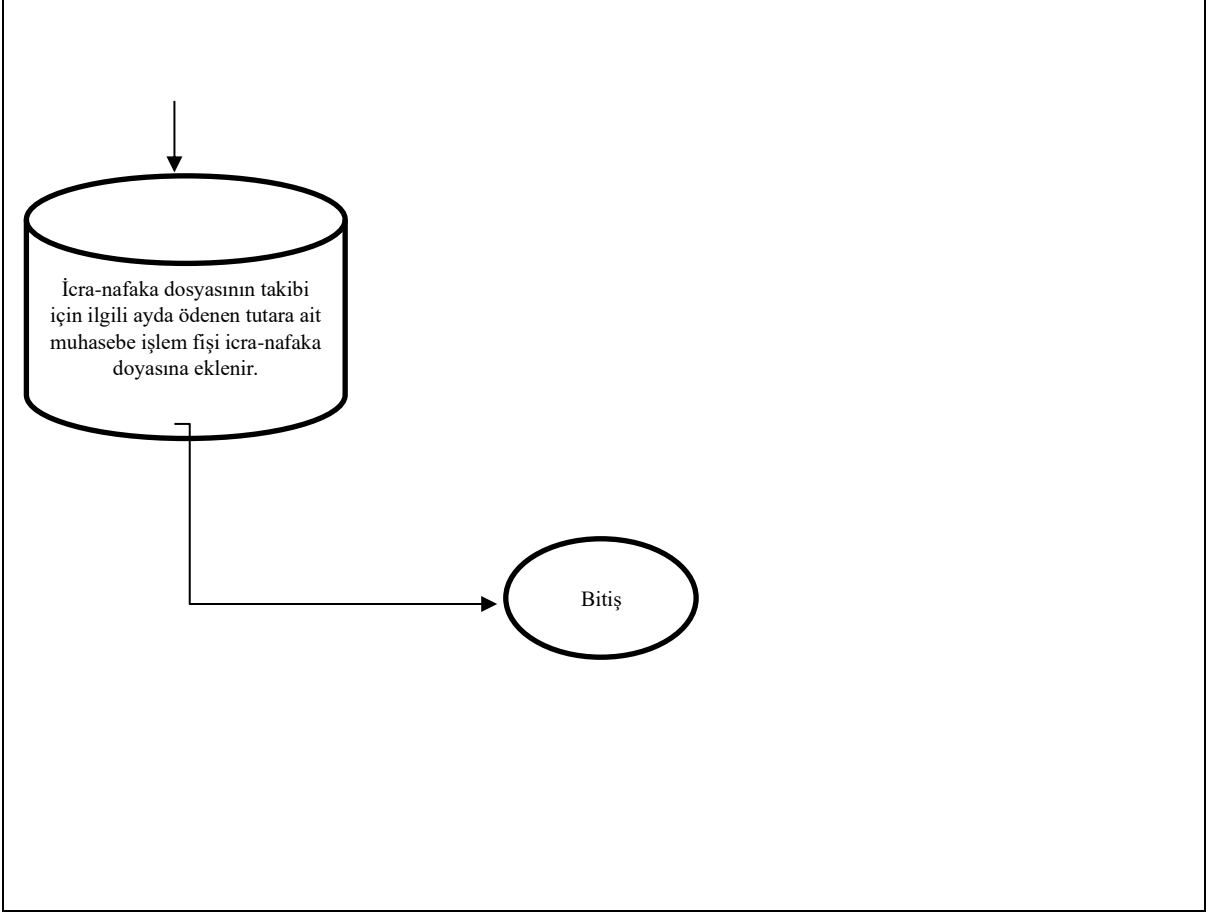 İcra-nafaka dosyasının takibi
için ilgili ayda ödenen tutara ait
muhasebe işlem fişi icra-nafaka
doyasına eklenir.
Bitiş